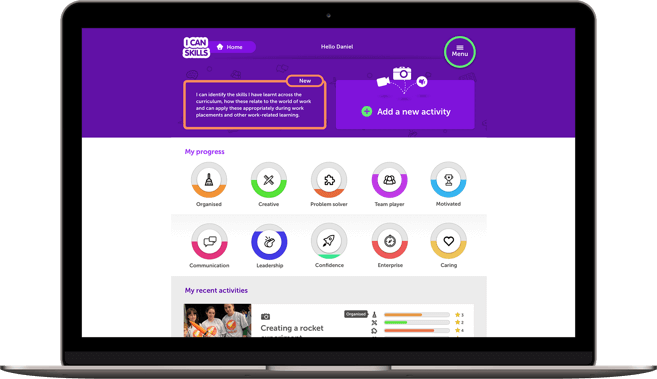 I CAN
SKILLS
Home
Hello Daniel
Menu
New
I can identify the skills I have learnt across the
curriculum, how these relate to the world of work
and can apply these appropriately during work
placements and other work-related learning.
Add a new activity
My progress
Organised
Creative
Problem solver
Team player
Motivated
Communication
Leadership
Confidence
Enterprise
Caring
My recent activities
Creating a rocket
experiment
Organised
3
2
4